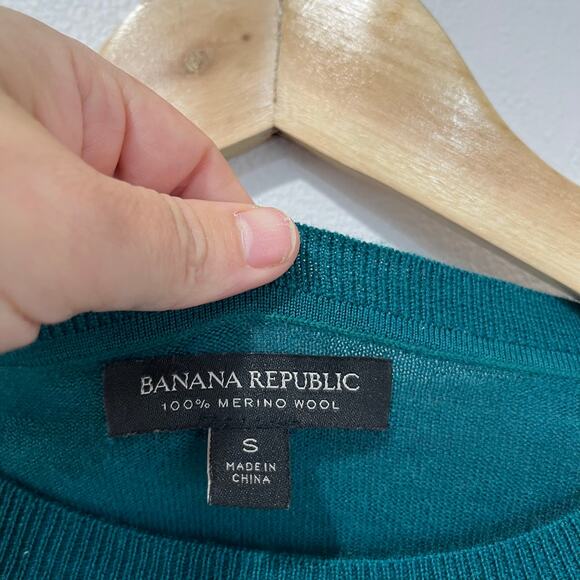 BANANA REPUBLIC
100% MERINO WOOL
S
MADE IN
CHINA